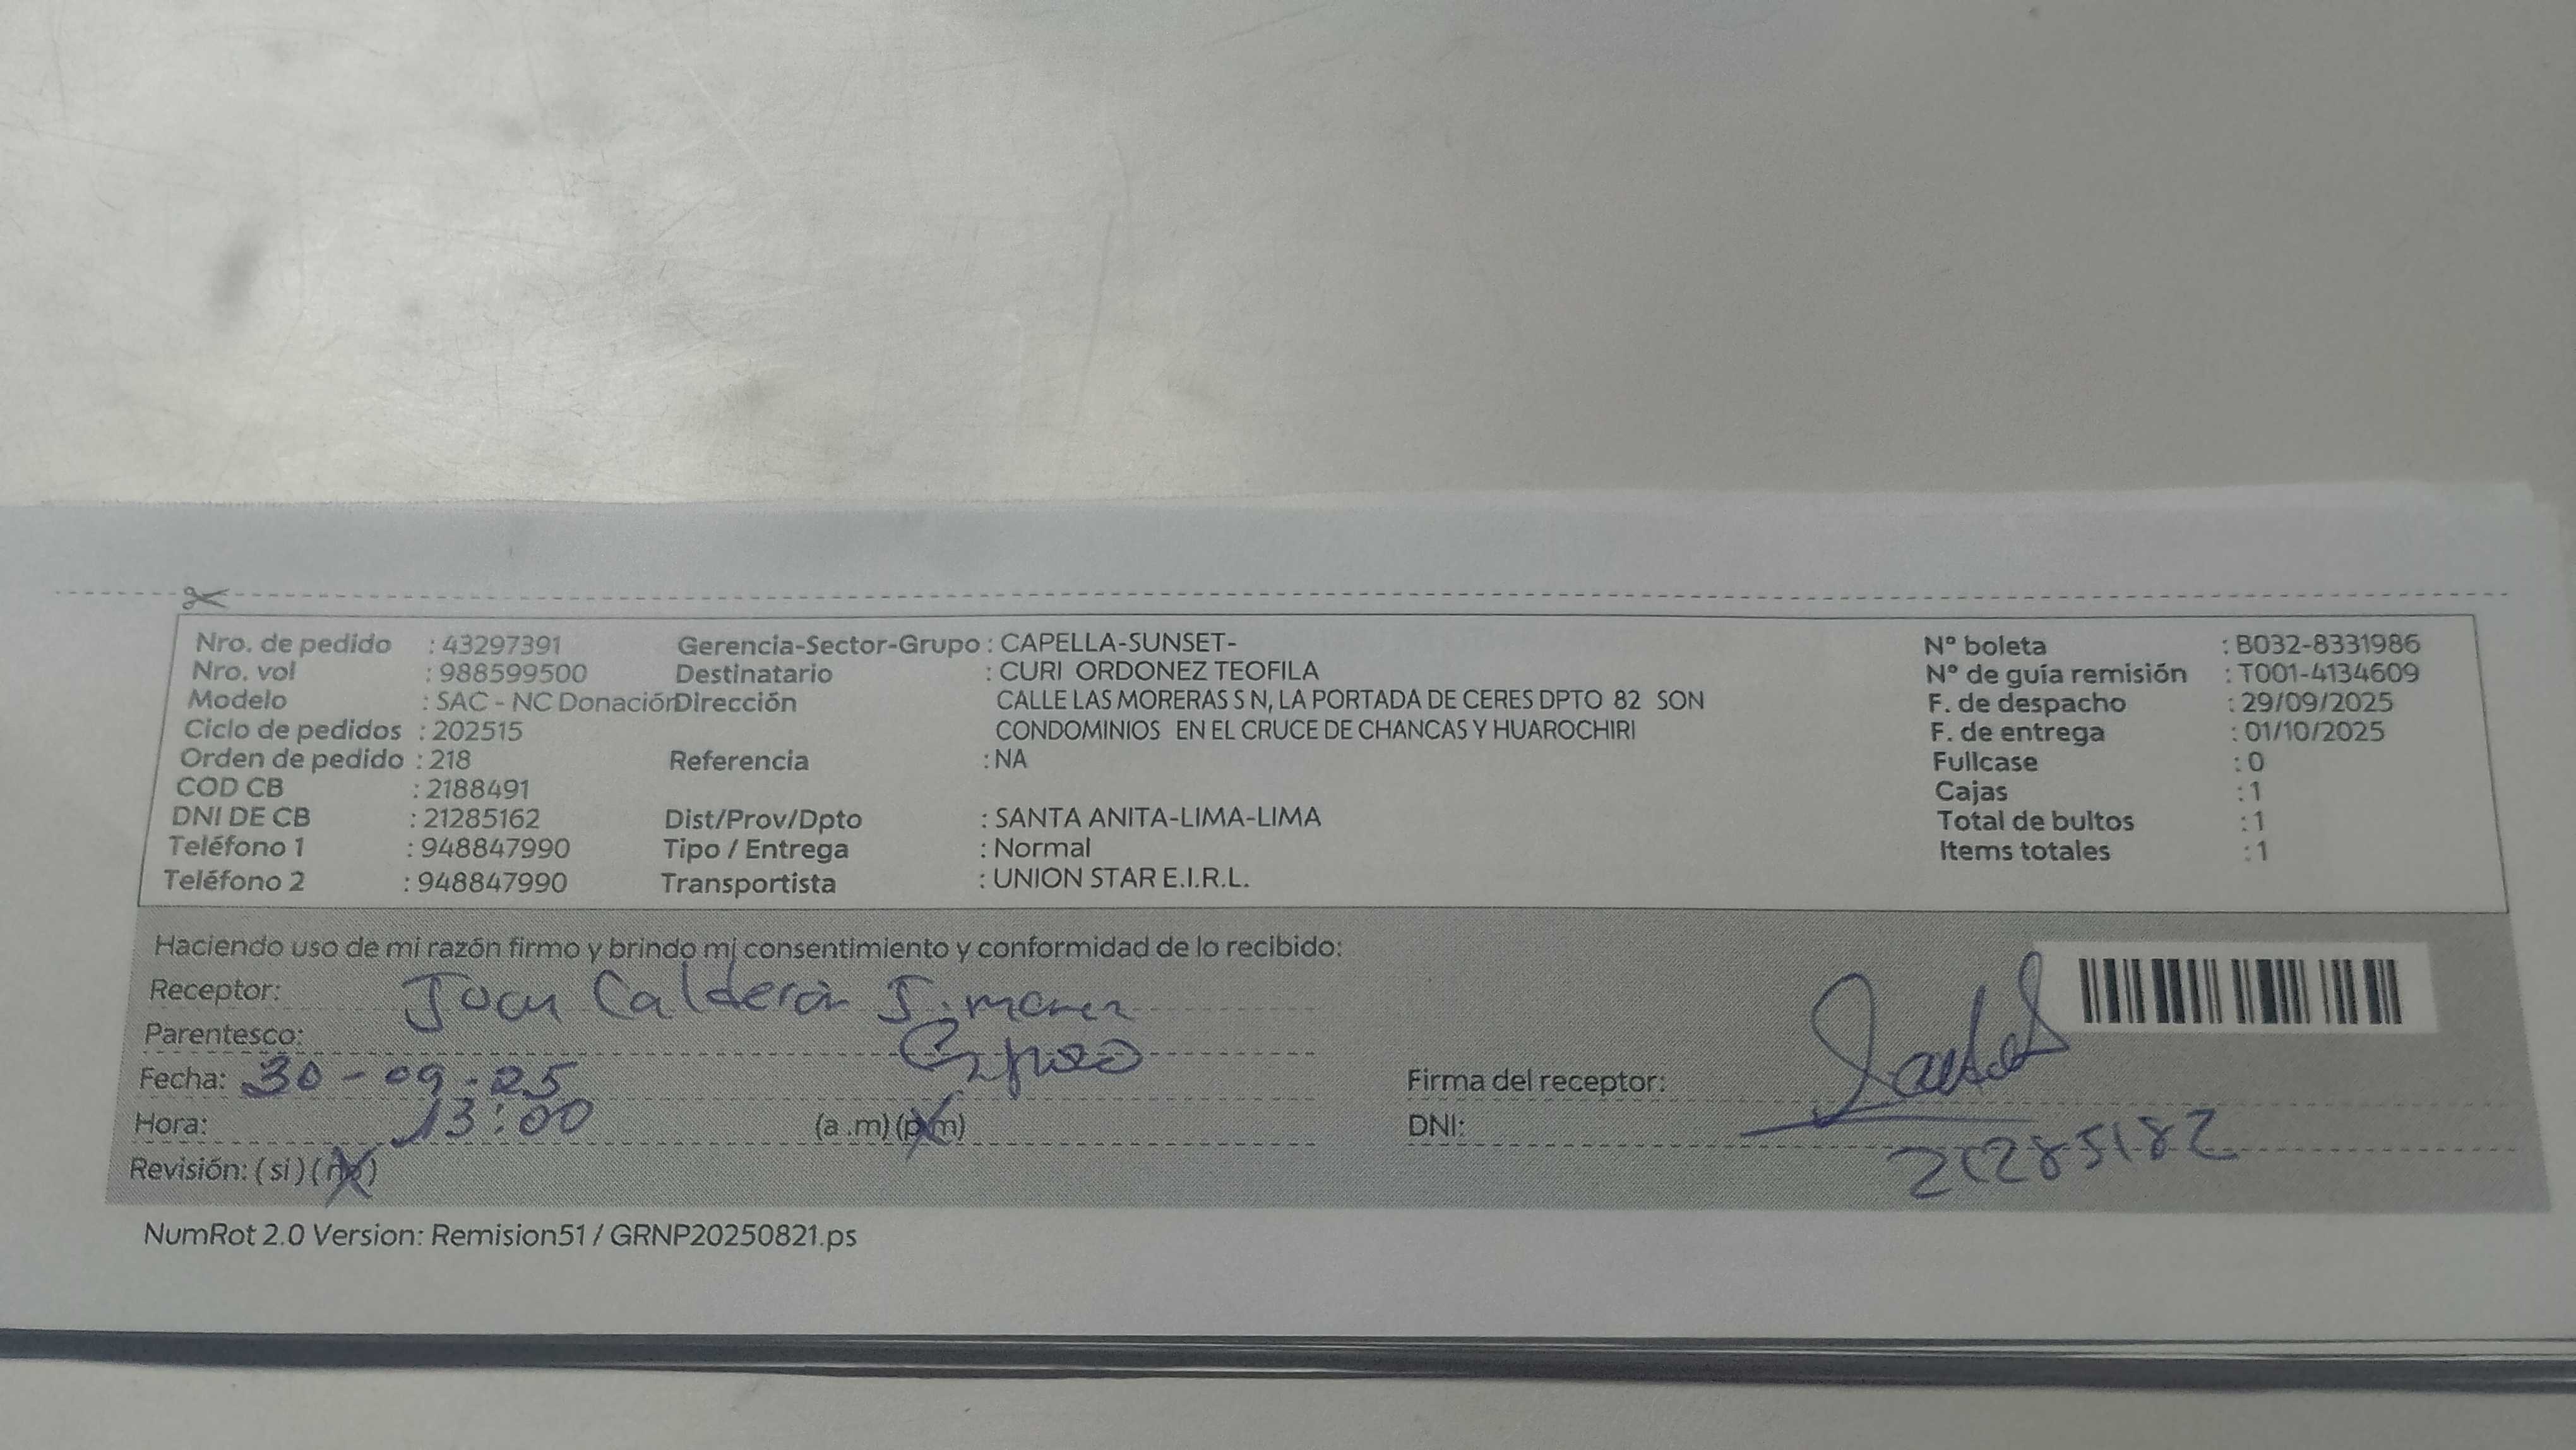 Nro. de pedido : 43297391 Gerencia-Sector-Grupo : CAPELLA-SUNSET- N° boleta : B032-8331986
Nro. vol : 988599500 Destinatario : CURI ORDONEZ TEOFILA N° de guía remisión : T001-4134609
Modelo : SAC - NC Donación Dirección CALLE LAS MORERAS S N, LA PORTADA DE CERES DPTO 82 SON F. de despacho : 29/09/2025
Ciclo de pedidos : 202515 CONDOMINIOS EN EL CRUCE DE CHANCAS Y HUAROCHIRI F. de entrega : 01/10/2025
Orden de pedido : 218 Referencia : NA Fullcase : 0
COD CB : 2188491 Cajas : 1
DNI DE CB : 21285162 Dist/Prov/Dpto : SANTA ANITA-LIMA-LIMA Total de bultos : 1
Teléfono 1 : 948847990 Tipo / Entrega : Normal Items totales : 1
Teléfono 2 : 948847990 Transportista : UNION STAR E.I.R.L.
Haciendo uso de mi razón firmo y brindo mi consentimiento y conformidad de lo recibido:
Receptor: Calderón
Parentesco: Esposo
Fecha: 30-09-25 Firma del receptor:
Hora: 13:00 (a .m) (p.m) DNI:
Revisión: ( si ) ( no )
NumRot 2.0 Version: Remision51 / GRNP20250821.ps